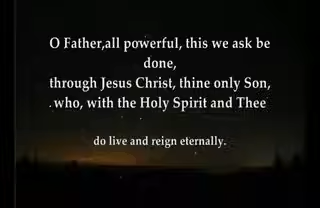 O Father,all powerful, this we ask be
done,
through Jesus Christ, thine only Son,
who, with the Holy Spirit and Thee
do live and reign eternally.